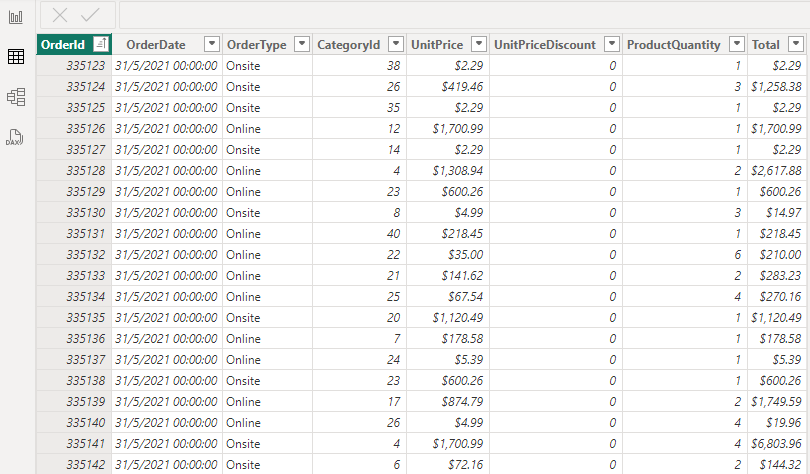 OrderId OrderDate OrderType CategoryId UnitPrice UnitPriceDiscount ProductQuantity Total
335123 31/5/2021 00:00:00 Onsite 38 $2.29 0 1 $2.29
335124 31/5/2021 00:00:00 Onsite 26 $419.46 0 3 $1,258.38
335125 31/5/2021 00:00:00 Onsite 35 $2.29 0 1 $2.29
335126 31/5/2021 00:00:00 Online 12 $1,700.99 0 1 $1,700.99
335127 31/5/2021 00:00:00 Onsite 14 $2.29 0 1 $2.29
335128 31/5/2021 00:00:00 Online 4 $1,308.94 0 2 $2,617.88
335129 31/5/2021 00:00:00 Online 23 $600.26 0 1 $600.26
335130 31/5/2021 00:00:00 Onsite 8 $4.99 0 3 $14.97
335131 31/5/2021 00:00:00 Online 40 $218.45 0 1 $218.45
335132 31/5/2021 00:00:00 Online 22 $35.00 0 6 $210.00
335133 31/5/2021 00:00:00 Online 21 $141.62 0 2 $283.23
335134 31/5/2021 00:00:00 Online 25 $67.54 0 4 $270.16
335135 31/5/2021 00:00:00 Onsite 20 $1,120.49 0 1 $1,120.49
335136 31/5/2021 00:00:00 Online 7 $178.58 0 1 $178.58
335137 31/5/2021 00:00:00 Online 24 $5.39 0 1 $5.39
335138 31/5/2021 00:00:00 Onsite 23 $600.26 0 1 $600.26
335139 31/5/2021 00:00:00 Online 17 $874.79 0 2 $1,749.59
335140 31/5/2021 00:00:00 Online 26 $4.99 0 4 $19.96
335141 31/5/2021 00:00:00 Onsite 4 $1,700.99 0 4 $6,803.96
335142 31/5/2021 00:00:00 Onsite 6 $72.16 0 2 $144.32
DAX